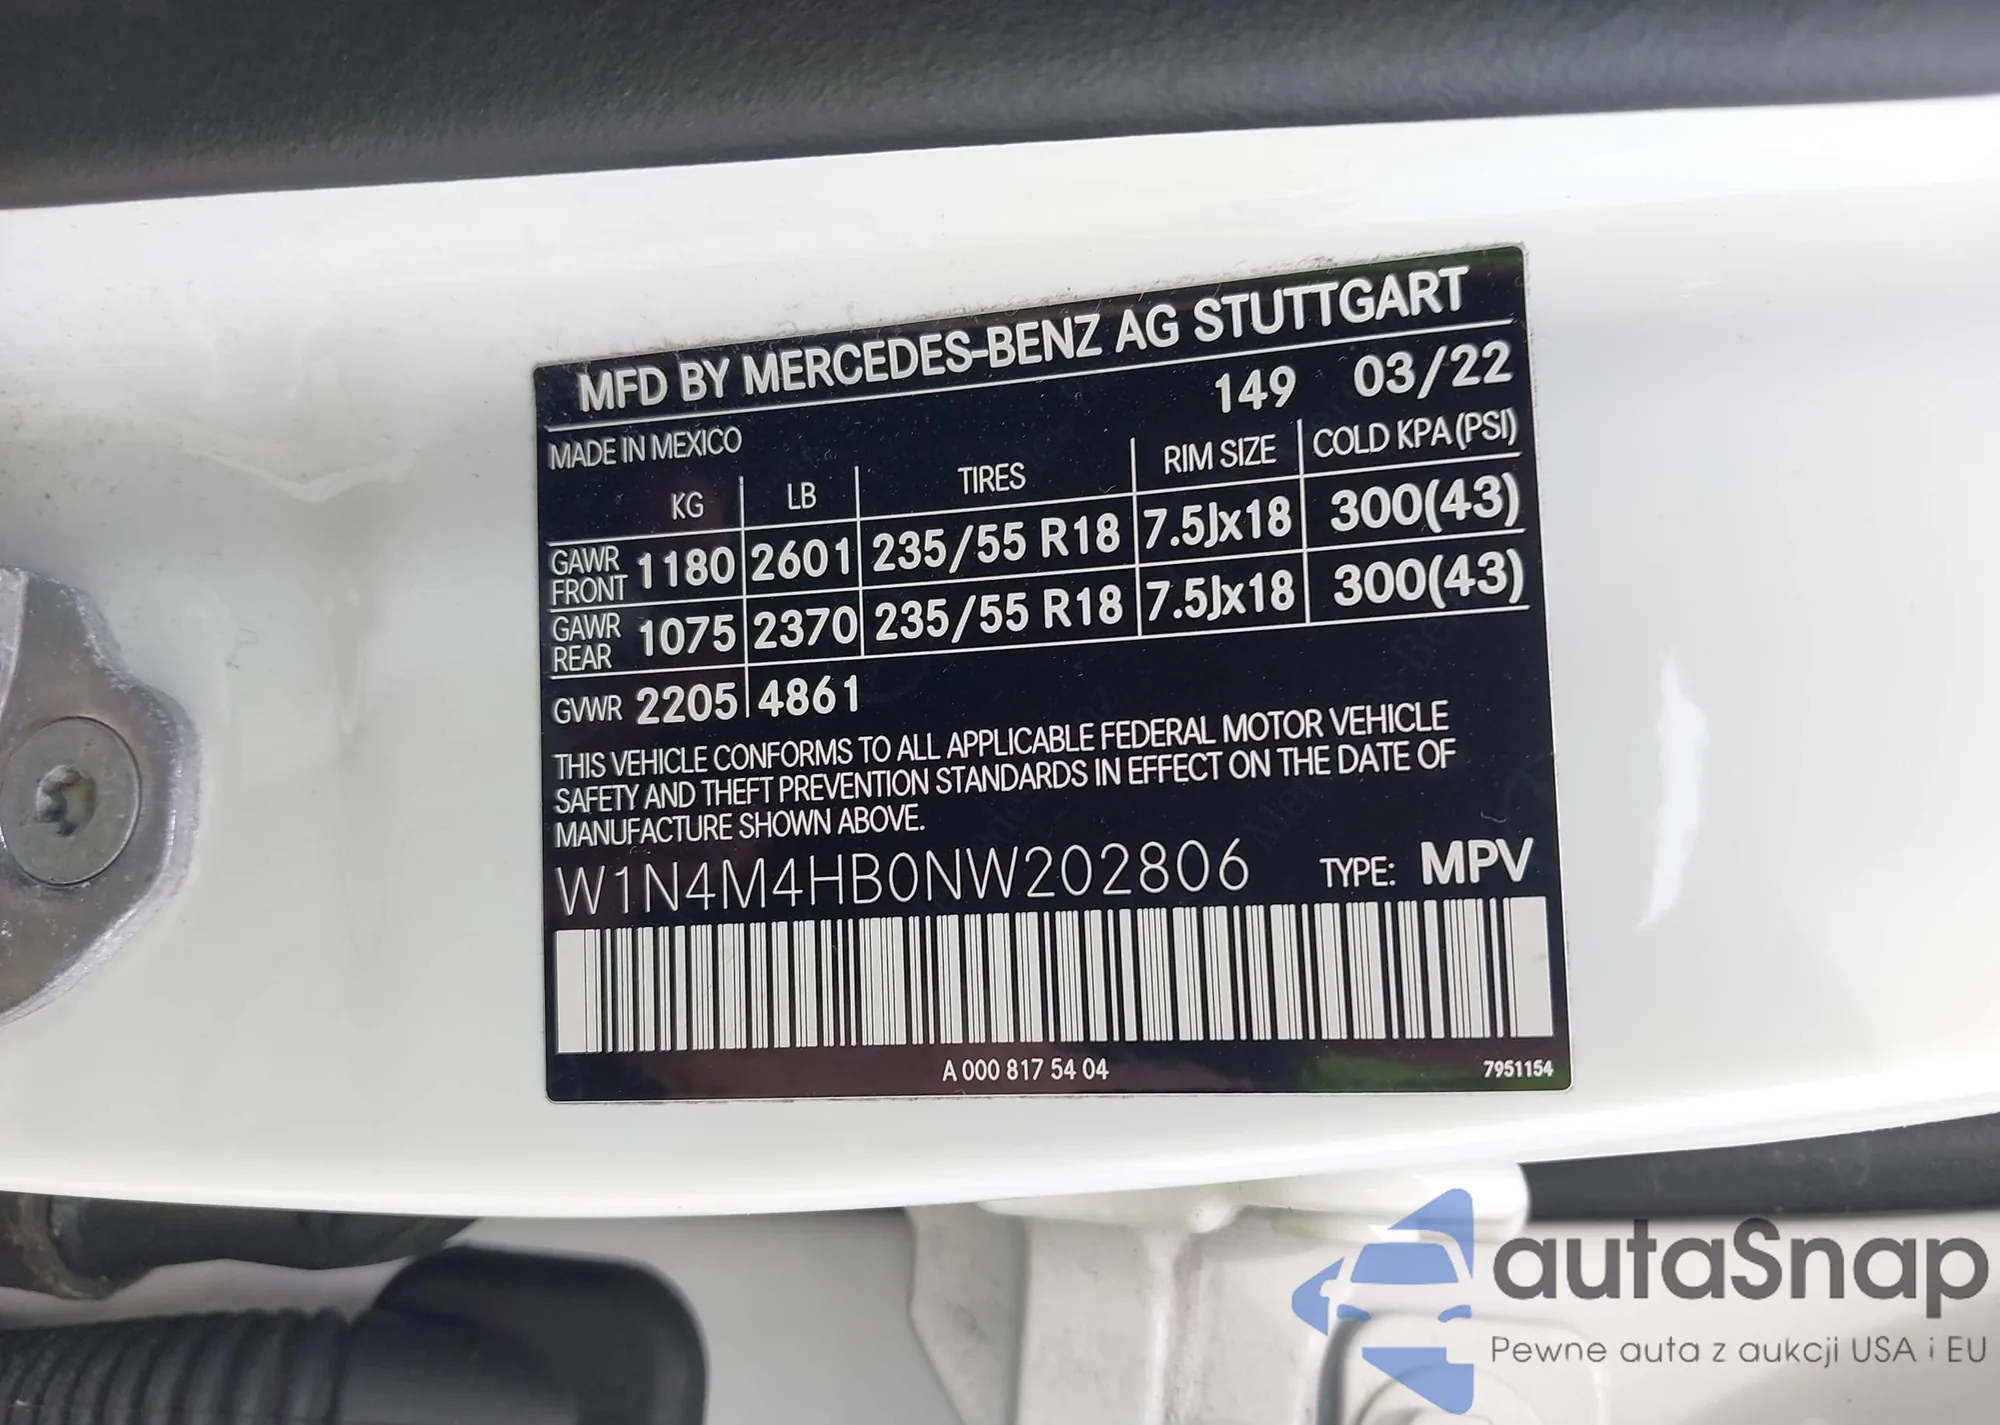 MFD BY MERCEDES-BENZ AG STUTTGART
149 03/22
MADE IN MEXICO
KG LB TIRES RIM SIZE COLD KPA (PSI)
GAWR FRONT 1180 2601 235/55 R18 7.5Jx18 300(43)
GAWR REAR 1075 2370 235/55 R18 7.5Jx18 300(43)
GVWR 2205 4861
THIS VEHICLE CONFORMS TO ALL APPLICABLE FEDERAL MOTOR VEHICLE
SAFETY AND THEFT PREVENTION STANDARDS IN EFFECT ON THE DATE OF
MANUFACTURE SHOWN ABOVE.
W1N4M4HB0NW202806 TYPE: MPV
A 000 817 54 04 7951154
autaSnap
Pewne auta z aukcji USA i EU